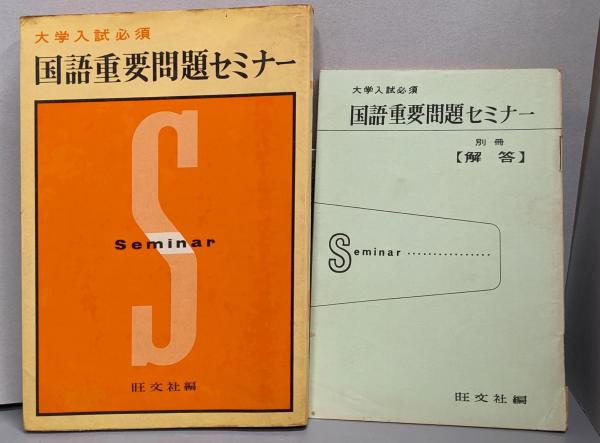 大学入試必須
国語重要問題セミナー
Seminar
旺文社編
大学入試必須
国語重要問題セミナー
別冊
【解答】
Seminar ················
旺文社編